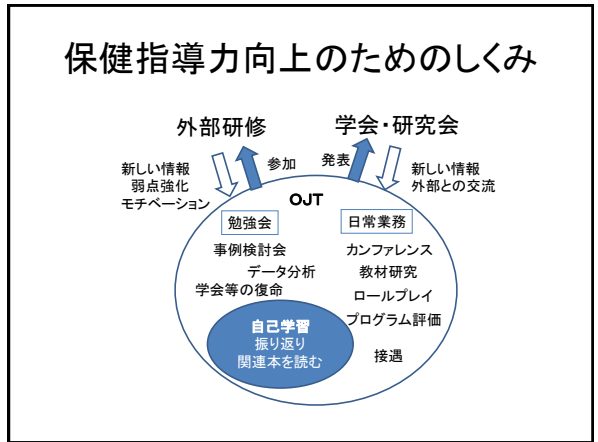 保健指導力向上のためのしくみ
外部研修
学会・研究会
新しい情報
弱点強化
モチベーション
参加
発表
新しい情報
外部との交流
OJT
勉強会
事例検討会
データ分析
学会等の復命
日常業務
カンファレンス
教材研究
ロールプレイ
プログラム評価
接遇
自己学習
振り返り
関連本を読む